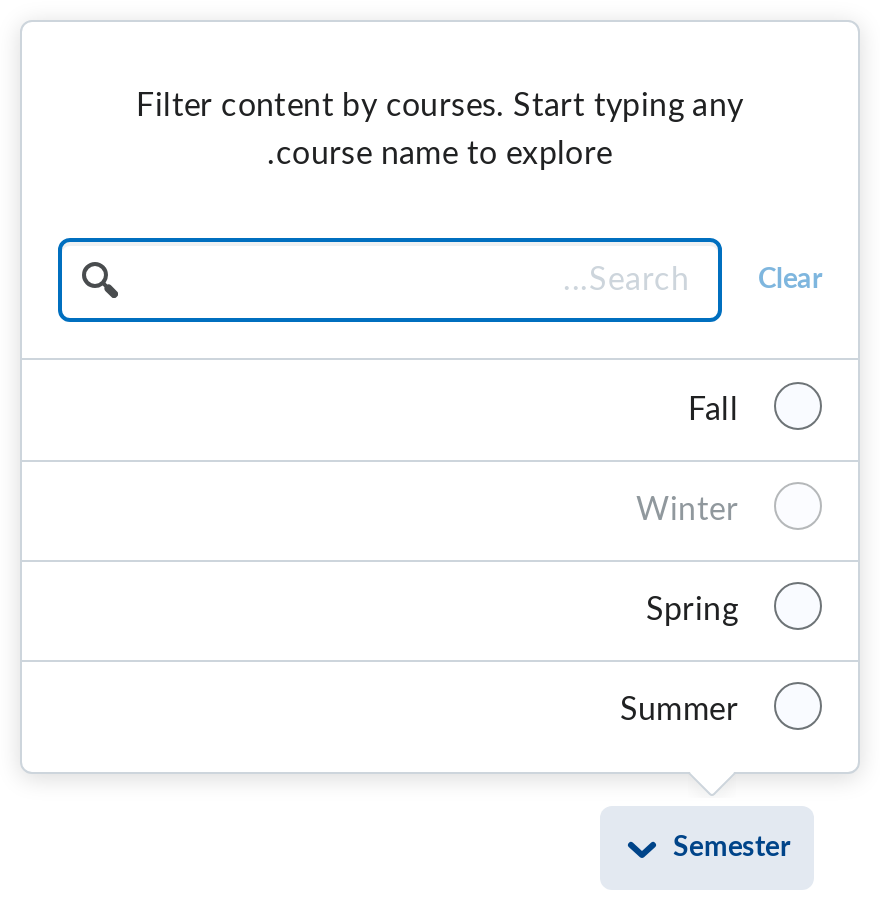 Filter content by courses. Start typing any
.course name to explore
...Search
Clear
Fall
Winter
Spring
Summer
Semester